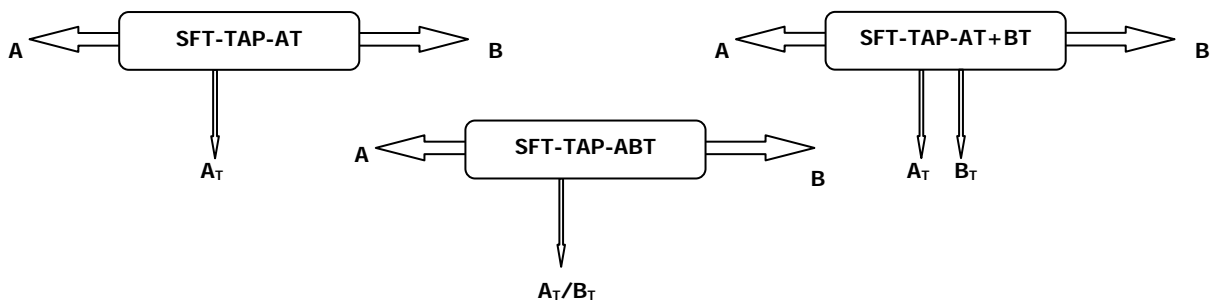 A
SFT-TAP-AT
B
A
SFT-TAP-AT+BT
B
A
SFT-TAP-ABT
B
AT
AT
BT
AT/BT